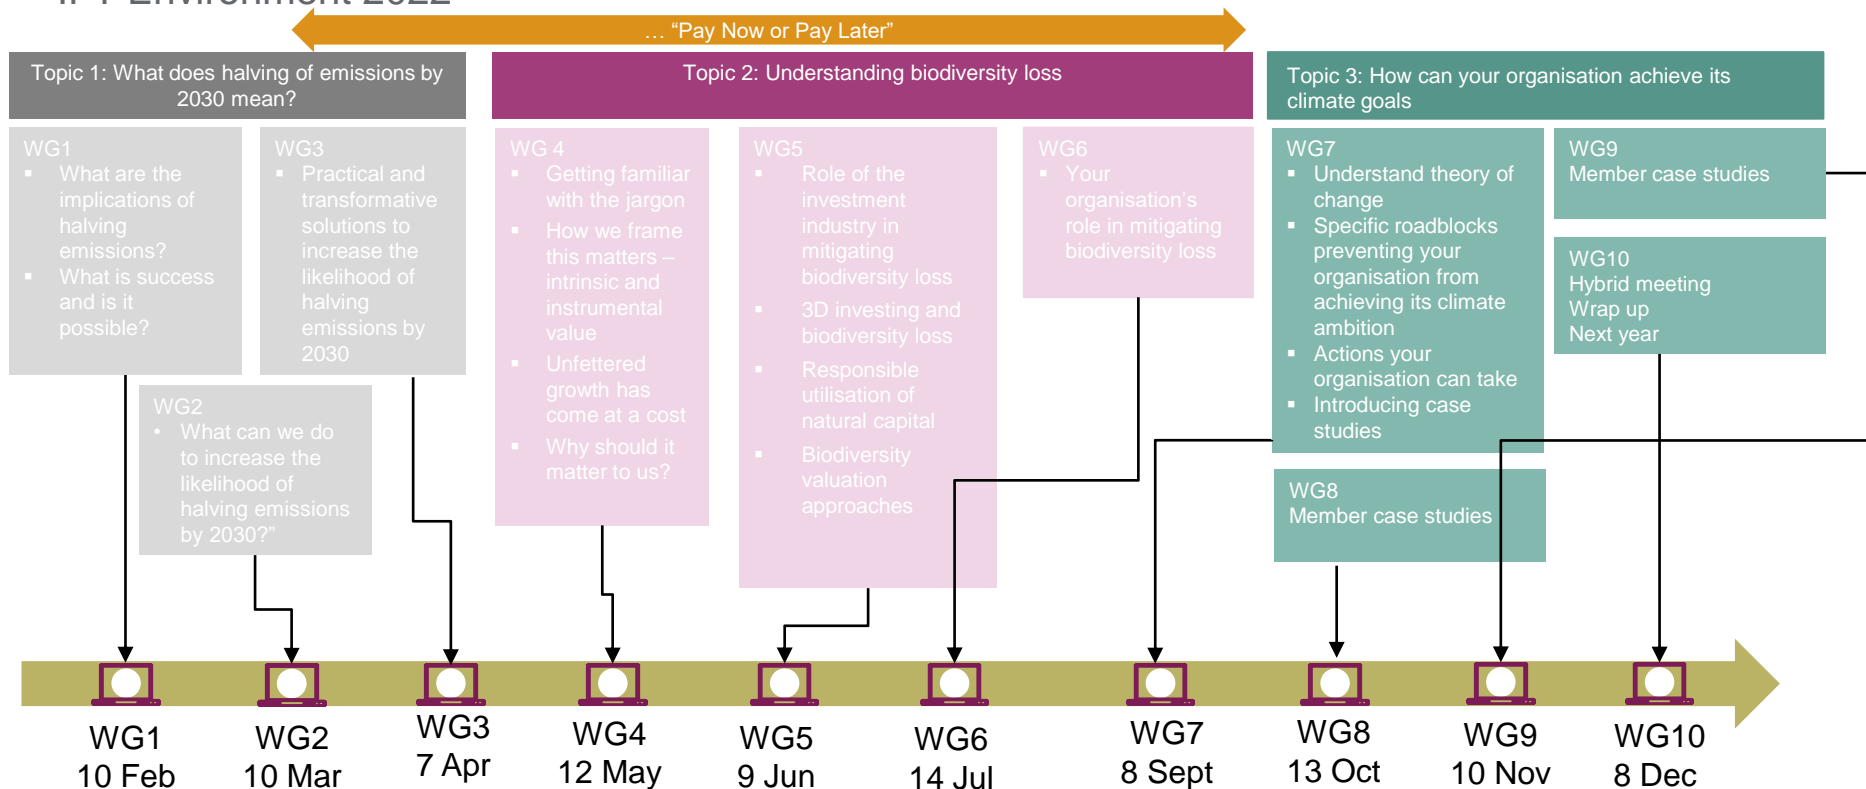 Environment 2022
… “Pay Now or Pay Later”
Topic 1: What does halving of emissions by
2030 mean?
WG1
▪ What are the
implications of
halving
emissions?
▪ What is success
and is it
possible?
WG3
▪ Practical and
transformative
solutions to
increase the
likelihood of
halving
emissions by
2030
WG2
• What can we do
to increase the
likelihood of
halving emissions
by 2030?”
Topic 2: Understanding biodiversity loss
WG 4
▪ Getting familiar
with the jargon
▪ How we frame
this matters –
intrinsic and
instrumental
value
▪ Unfettered
growth has
come at a cost
▪ Why should it
matter to us?
WG5
▪ Role of the
investment
industry in
mitigating
biodiversity loss
▪ 3D investing and
biodiversity loss
▪ Responsible
utilisation of
natural capital
▪ Biodiversity
valuation
approaches
WG6
▪ Your
organisation’s
role in mitigating
biodiversity loss
Topic 3: How can your organisation achieve its
climate goals
WG7
▪ Understand theory of
change
▪ Specific roadblocks
preventing your
organisation from
achieving its climate
ambition
▪ Actions your
organisation can take
▪ Introducing case
studies
WG8
Member case studies
WG9
Member case studies
WG10
Hybrid meeting
Wrap up
Next year
WG1
10 Feb
WG2
10 Mar
WG3
7 Apr
WG4
12 May
WG5
9 Jun
WG6
14 Jul
WG7
8 Sept
WG8
13 Oct
WG9
10 Nov
WG10
8 Dec